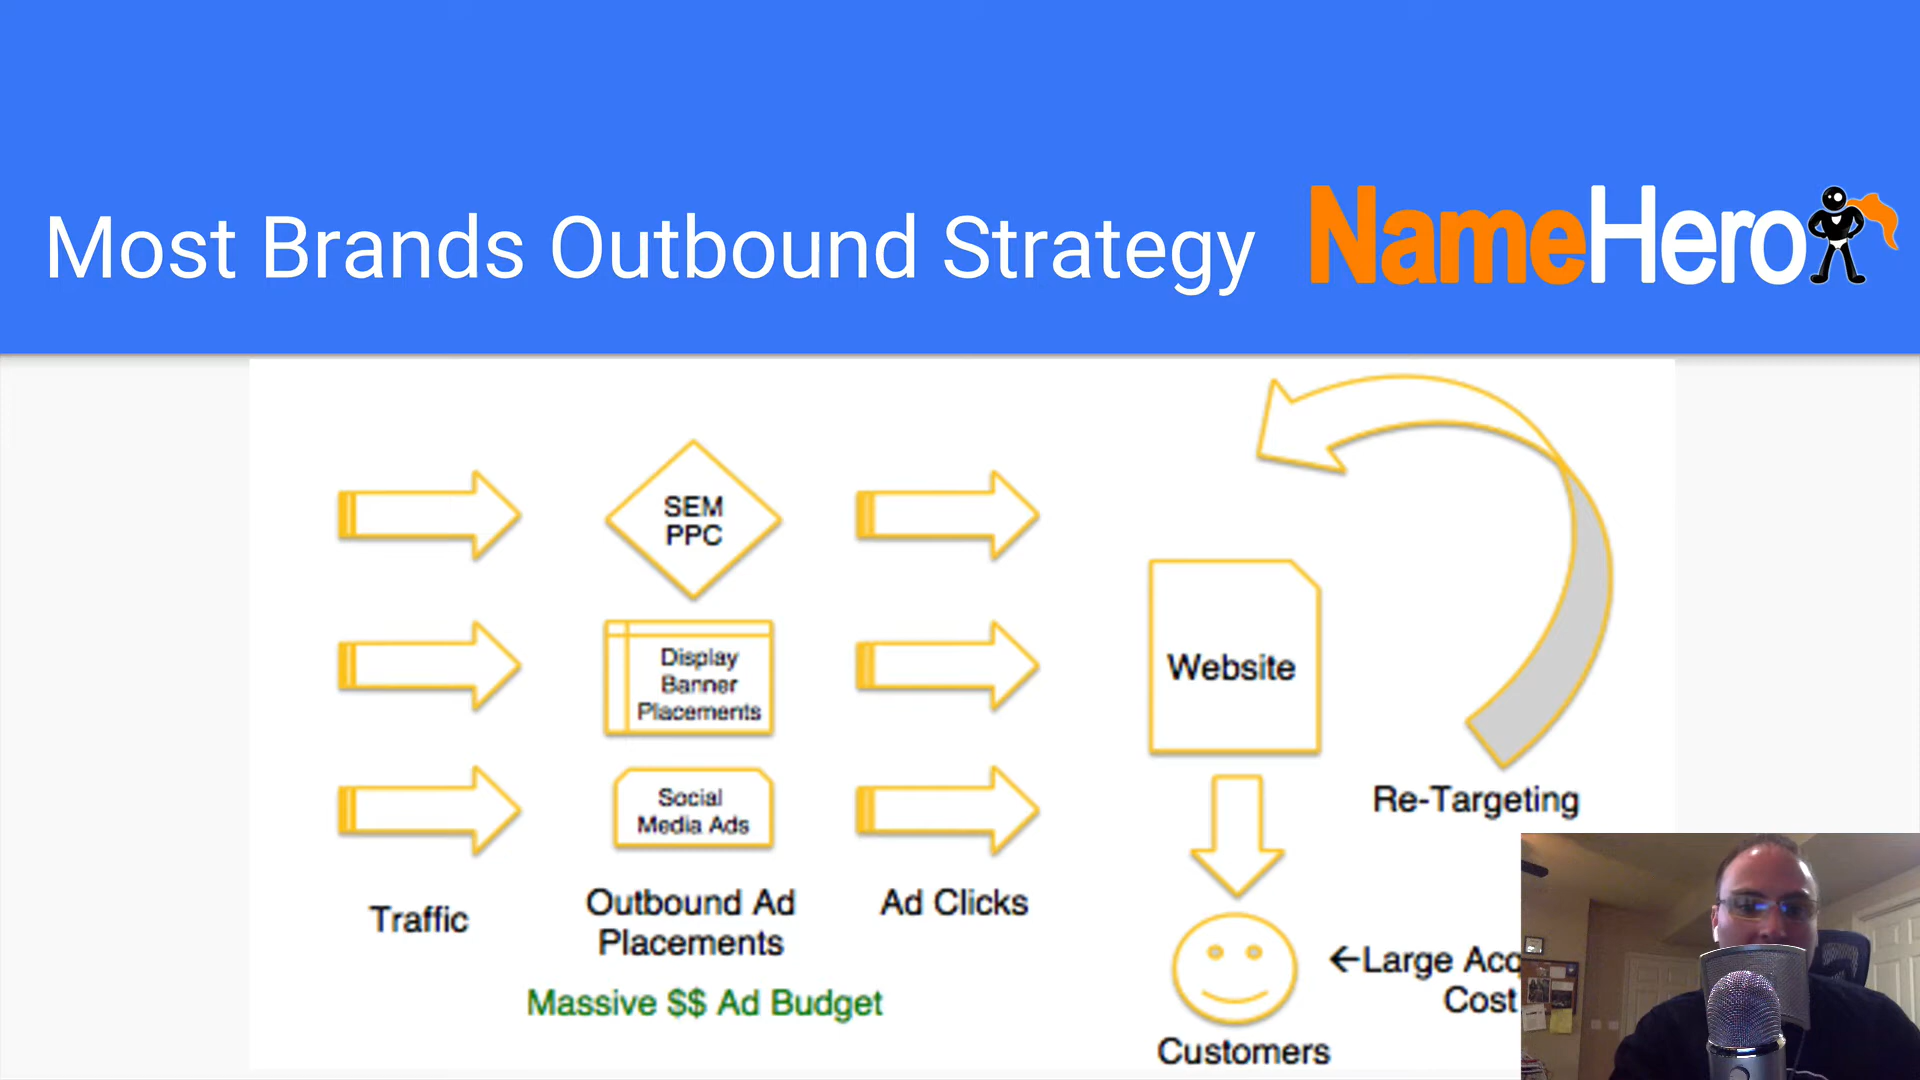 Most Brands Outbound Strategy
NameHero
SEM
PPC
Display
Banner
Placements
Website
Social
Media Ads
Re-Targeting
Traffic
Outbound Ad
Placements
Ad Clicks
←Large
Cost
Massive $$ Ad Budget
Customers